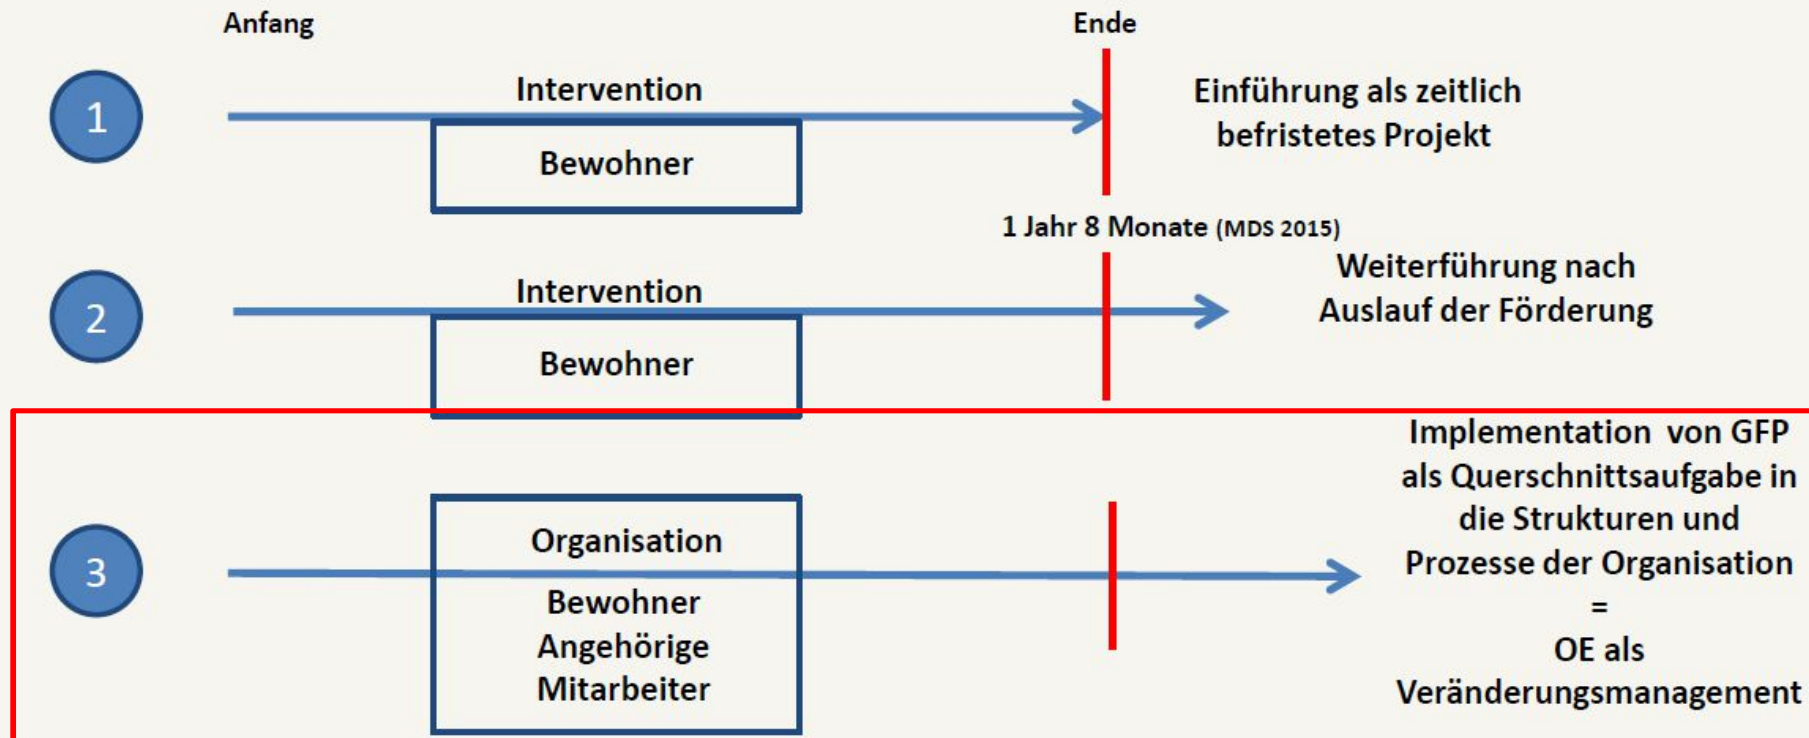 Anfang
Ende
1
Intervention
Bewohner
Einführung als zeitlich
befristetes Projekt
1 Jahr 8 Monate (MDS 2015)
2
Intervention
Bewohner
Weiterführung nach
Auslauf der Förderung
3
Organisation
Bewohner
Angehörige
Mitarbeiter
Implementation von GFP
als Querschnittsaufgabe in
die Strukturen und
Prozesse der Organisation
=
OE als
Veränderungsmanagement